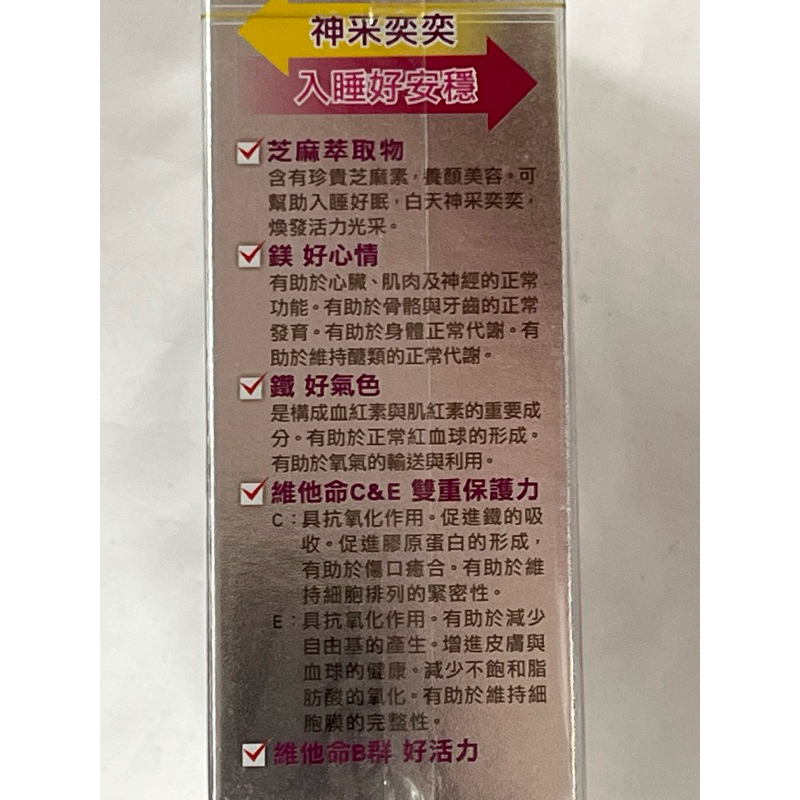 神采奕奕
入睡好安穩
芝麻萃取物
含有珍貴芝麻素,養顏美容。可
幫助入睡好眠,白天神采奕奕,
煥發活力光采。
鎂 好心情
有助於心臟、肌肉及神經的正常
功能。有助於骨骼與牙齒的正常
發育。有助於身體正常代謝。有
助於維持醣類的正常代謝。
鐵 好氣色
是構成血紅素與肌紅素的重要成
分。有助於正常紅血球的形成。
有助於氧氣的輸送與利用。
維他命C&E 雙重保護力
C:具抗氧化作用。促進鐵的吸
收。促進膠原蛋白的形成,
有助於傷口癒合。有助於維
持細胞排列的緊密性。
E:具抗氧化作用。有助於減少
自由基的產生。增進皮膚與
血球的健康。減少不飽和脂
肪酸的氧化。有助於維持細
胞膜的完整性。
維他命B群 好活力